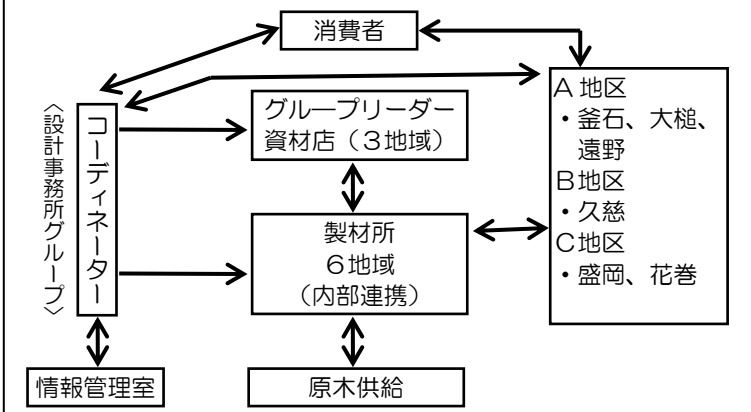 消費者
グループリーダー
資材店（３地域）
Ａ地区
・釜石、大槌、
遠野
Ｂ地区
・久慈
Ｃ地区
・盛岡、花巻
〈設計事務所グループ〉
コーディネーター
製材所
６地域
（内部連携）
情報管理室
原木供給